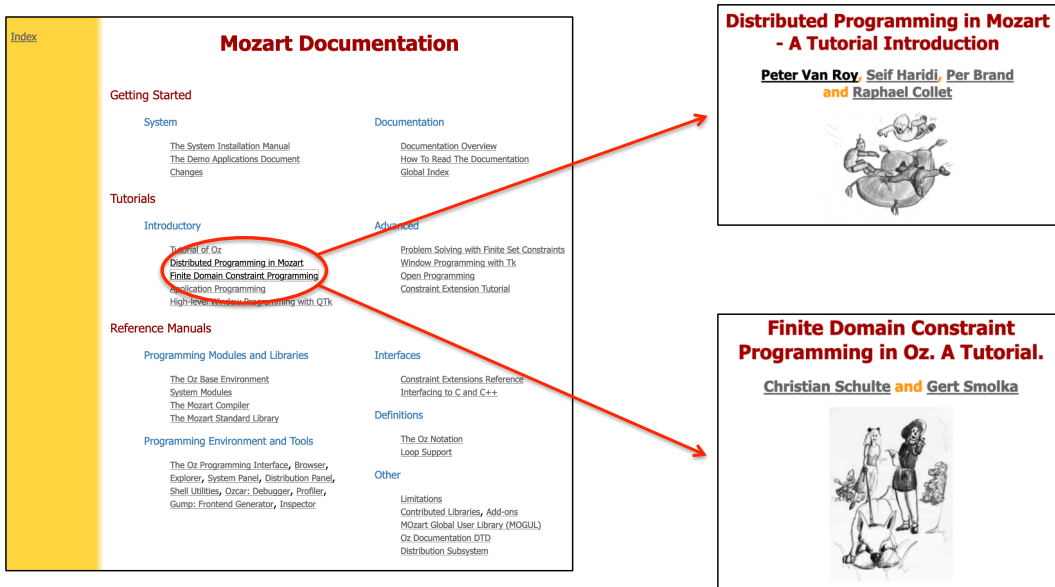 Index
Mozart Documentation
Getting Started
System
The System Installation Manual
The Demo Applications Document
Changes
Documentation
Documentation Overview
How To Read The Documentation
Global Index
Tutorials
Introductory
Tutorial of Oz
Distributed Programming in Mozart
Finite Domain Constraint Programming
Application Programming
High-level Window Programming with QTk
Advanced
Problem Solving with Finite Set Constraints
Window Programming with Tk
Open Programming
Constraint Extension Tutorial
Reference Manuals
Programming Modules and Libraries
The Oz Base Environment
System Modules
The Mozart Compiler
The Mozart Standard Library
Programming Environment and Tools
The Oz Programming Interface, Browser,
Explorer, System Panel, Distribution Panel,
Shell Utilities, Ozcar: Debugger, Profiler,
Gump: Frontend Generator, Inspector
Interfaces
Constraint Extensions Reference
Interfacing to C and C++
Definitions
The Oz Notation
Loop Support
Other
Limitations
Contributed Libraries, Add-ons
MOzart Global User Library (MOGUL)
Oz Documentation DTD
Distribution Subsystem
Distributed Programming in Mozart
- A Tutorial Introduction
Peter Van Roy, Seif Haridi, Per Brand
and Raphael Collet
Finite Domain Constraint
Programming in Oz. A Tutorial.
Christian Schulte and Gert Smolka